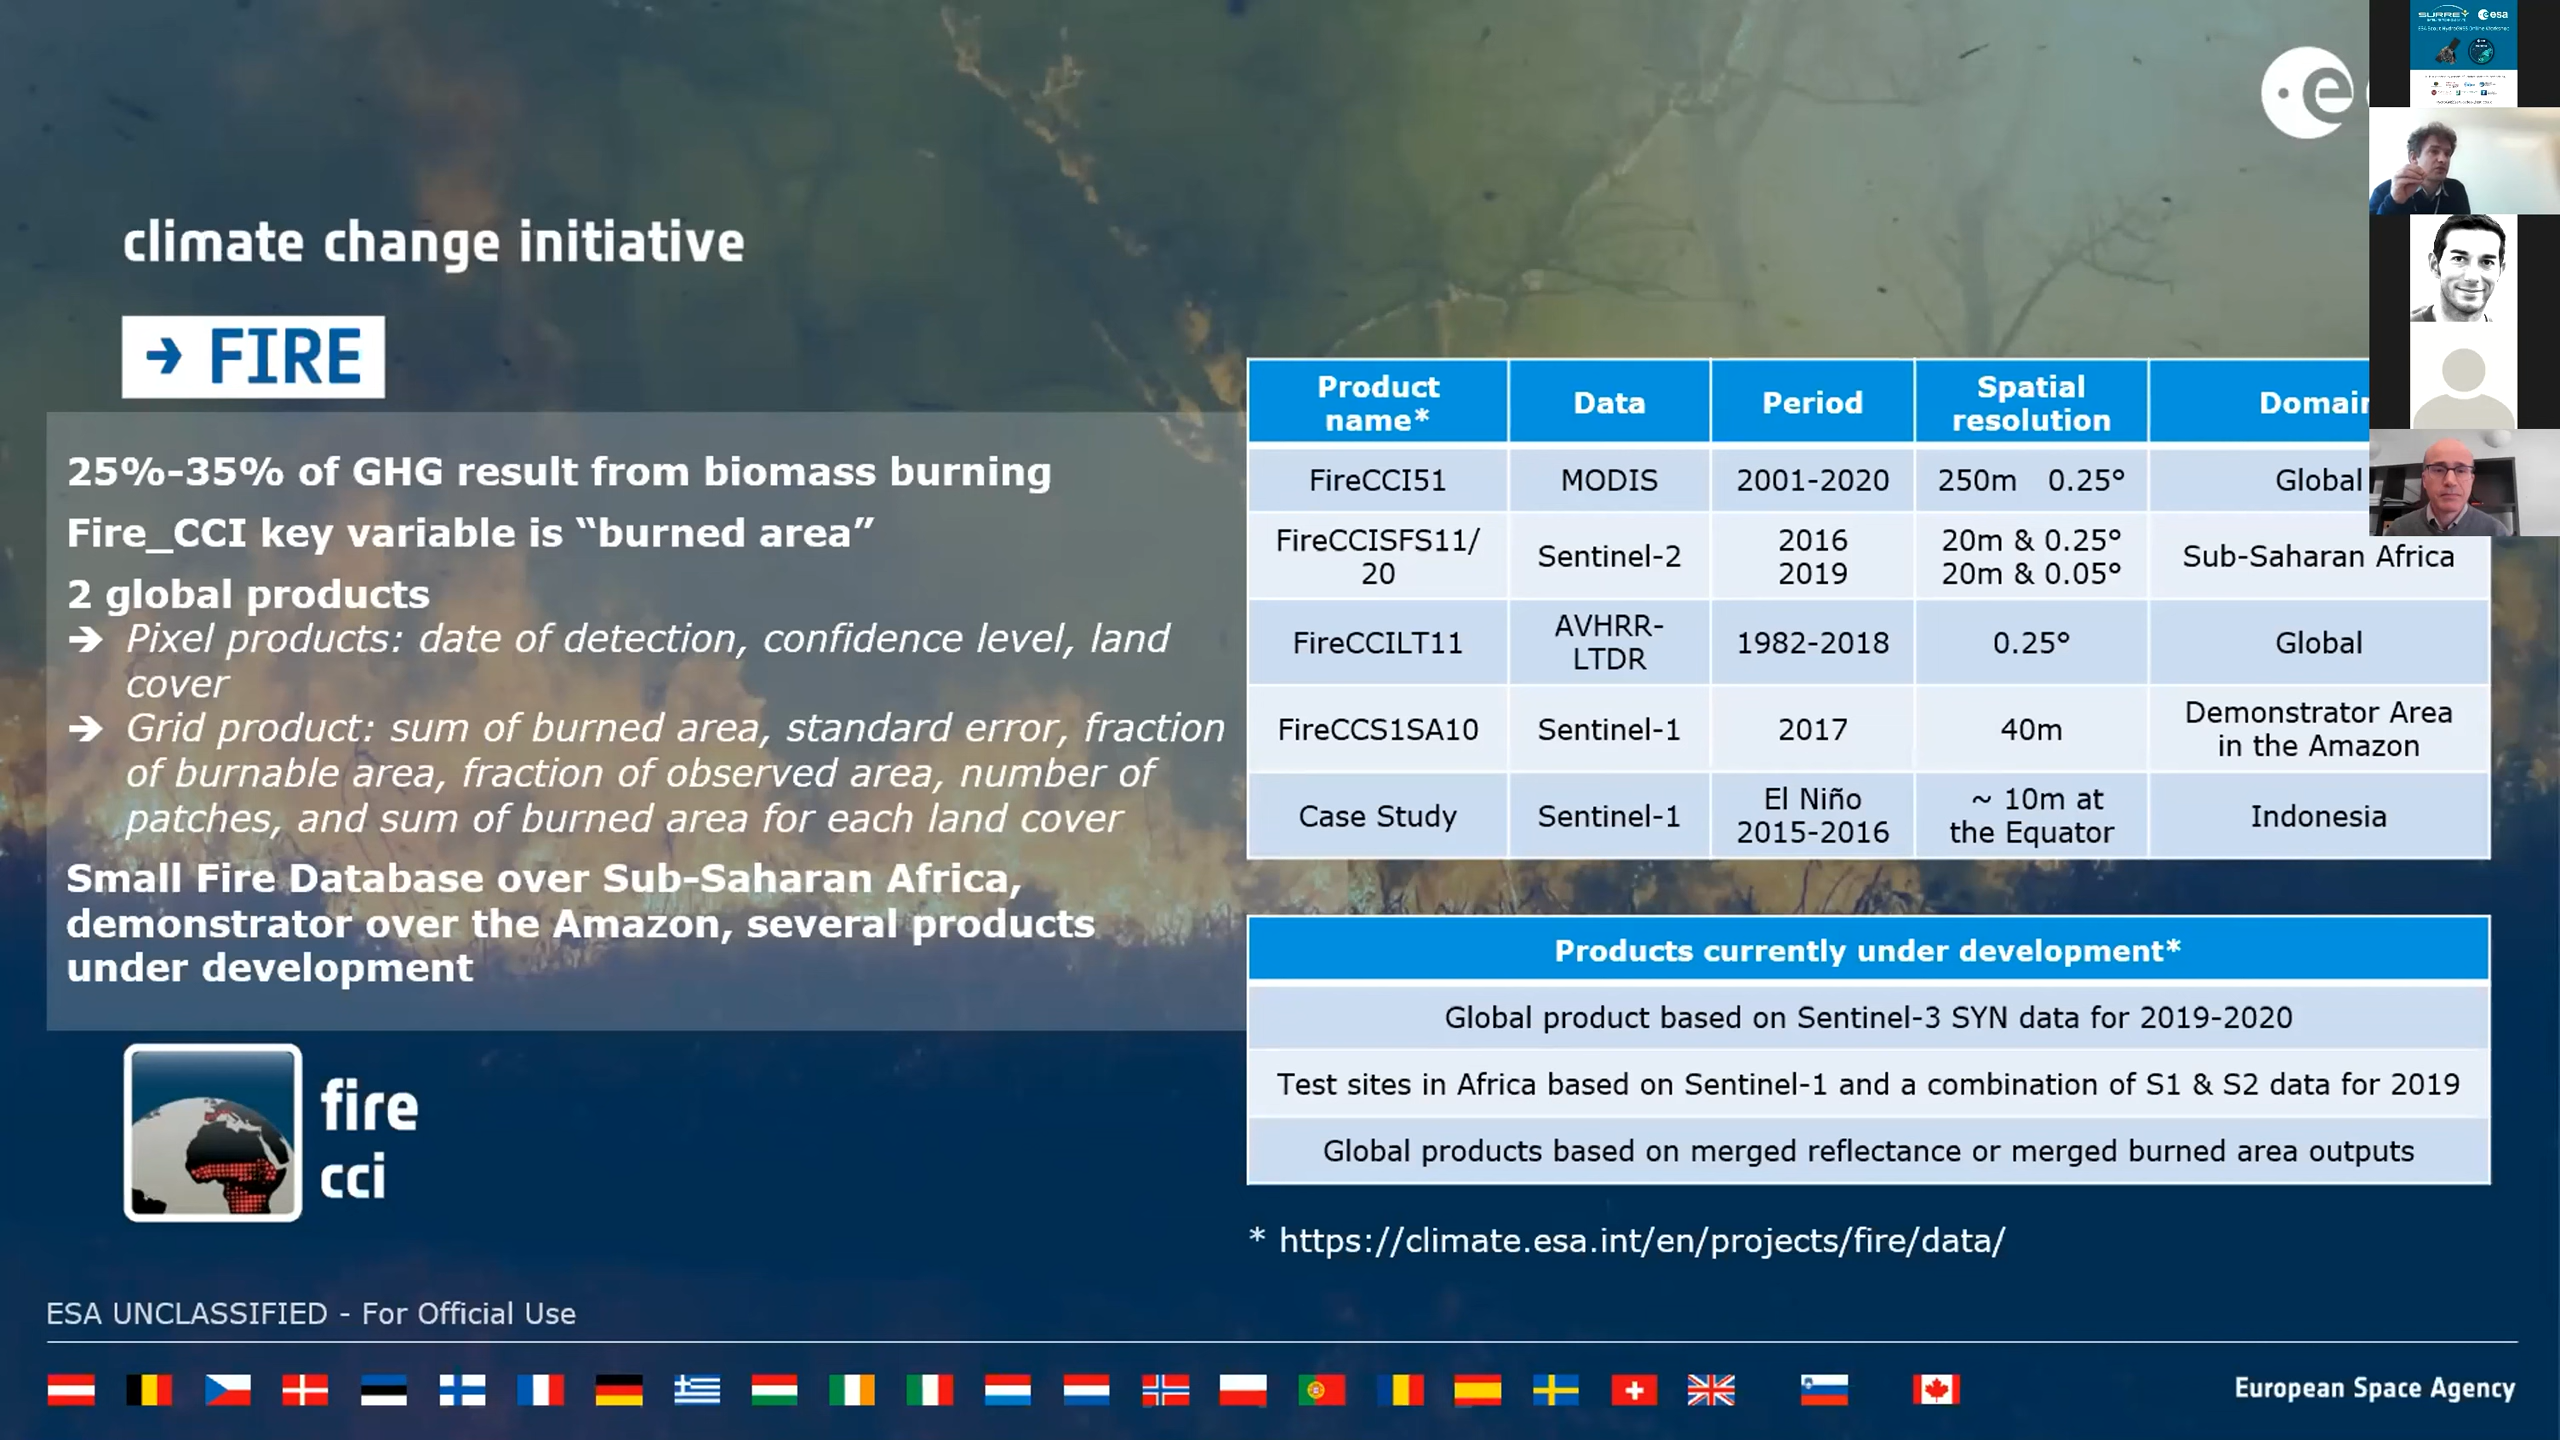 SURREY
esa
climate change initiative
→ FIRE
25%-35% of GHG result from biomass burning
Fire_CCI key variable is “burned area”
2 global products
➔ Pixel products: date of detection, confidence level, land
cover
➔ Grid product: sum of burned area, standard error, fraction
of burnable area, fraction of observed area, number of
patches, and sum of burned area for each land cover
Small Fire Database over Sub-Saharan Africa,
demonstrator over the Amazon, several products
under development
Product
name*
Data
Period
Spatial
resolution
Domain
FireCCI51
MODIS
2001-2020
250m 0.25°
Global
FireCCISFS11/
20
Sentinel-2
2016
2019
20m & 0.25°
20m & 0.05°
Sub-Saharan Africa
FireCCILT11
AVHRR-
LTDR
1982-2018
0.25°
Global
FireCCS1SA10
Sentinel-1
2017
40m
Demonstrator Area
in the Amazon
Case Study
Sentinel-1
El Niño
2015-2016
~ 10m at
the Equator
Indonesia
Products currently under development*
Global product based on Sentinel-3 SYN data for 2019-2020
Test sites in Africa based on Sentinel-1 and a combination of S1 & S2 data for 2019
Global products based on merged reflectance or merged burned area outputs
* https://climate.esa.int/en/projects/fire/data/
fire
cci
ESA UNCLASSIFIED - For Official Use
European Space Agency